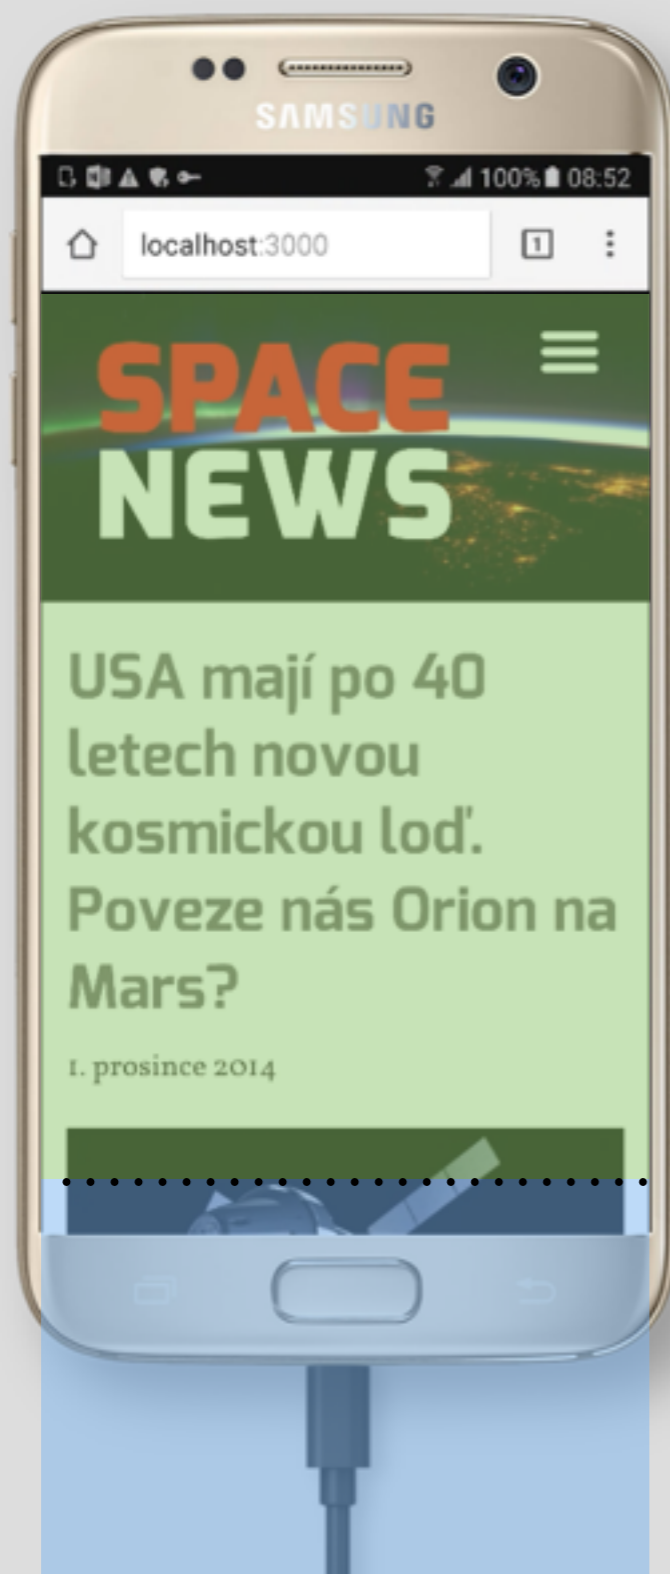 SAMSUNG
100% 08:52
localhost:3000
1
SPACE
NEWS
USA mají po 40
letech novou
kosmickou loď.
Poveze nás Orion na
Mars?
1. prosince 2014